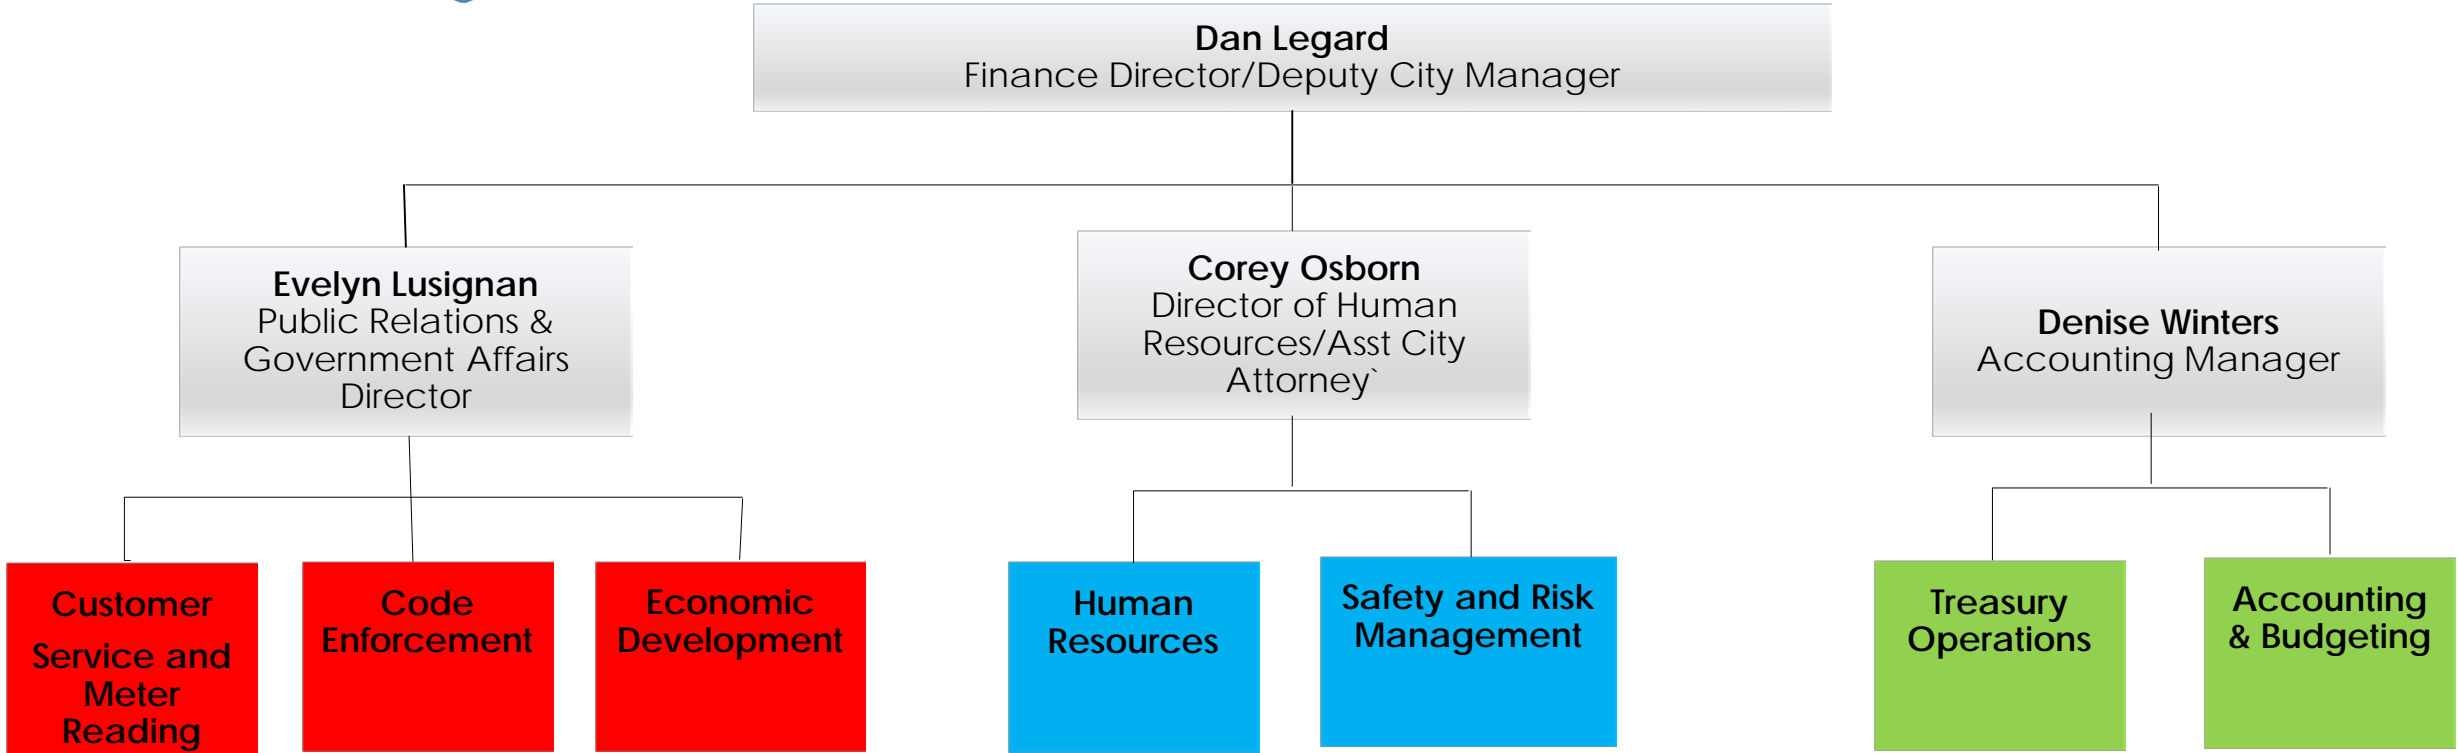 Dan Legard
Finance Director/Deputy City Manager
Evelyn Lusignan
Public Relations &
Government Affairs
Director
Corey Osborn
Director of Human
Resources/Asst City
Attorney`
Denise Winters
Accounting Manager
Customer
Service and
Meter
Reading
Code
Enforcement
Economic
Development
Human
Resources
Safety and Risk
Management
Treasury
Operations
Accounting
& Budgeting